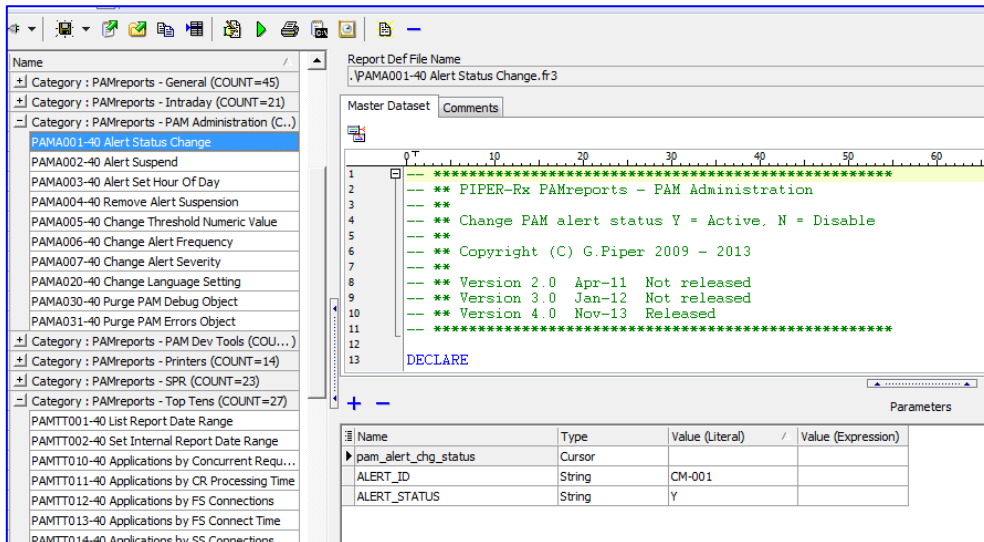 Name
Category : PAMreports - General (COUNT=45)
Category : PAMreports - Intraday (COUNT=21)
Category : PAMreports - PAM Administration (C..)
PAMA001-40 Alert Status Change
PAMA002-40 Alert Suspend
PAMA003-40 Alert Set Hour Of Day
PAMA004-40 Remove Alert Suspension
PAMA005-40 Change Threshold Numeric Value
PAMA006-40 Change Alert Frequency
PAMA007-40 Change Alert Severity
PAMA020-40 Change Language Setting
PAMA030-40 Purge PAM Debug Object
PAMA031-40 Purge PAM Errors Object
Category : PAMreports - PAM Dev Tools (COU...)
Category : PAMreports - Printers (COUNT=14)
Category : PAMreports - SPR (COUNT=23)
Category : PAMreports - Top Tens (COUNT=27)
PAMTT001-40 List Report Date Range
PAMTT002-40 Set Internal Report Date Range
PAMTT010-40 Applications by Concurrent Requ...
PAMTT011-40 Applications by CR Processing Time
PAMTT012-40 Applications by FS Connections
PAMTT013-40 Applications by FS Connect Time
PAMTT014-40 Applications by SS Connections
Report Def File Name
.\PAMA001-40 Alert Status Change.fr3
Master Dataset Comments
0 10 20 30 40 50 60
1 -- ****************************************************
2 -- ** PIPER-Rx PAMreports - PAM Administration
3 -- **
4 -- ** Change PAM alert status Y = Active, N = Disable
5 -- **
6 -- ** Copyright (C) G.Piper 2009 - 2013
7 -- **
8 -- ** Version 2.0 Apr-11 Not released
9 -- ** Version 3.0 Jan-12 Not released
10 -- ** Version 4.0 Nov-13 Released
11 -- ****************************************************
12
13 DECLARE
Parameters
Name Type Value (Literal) Value (Expression)
pam_alert_chg_status Cursor
ALERT_ID String CM-001
ALERT_STATUS String Y